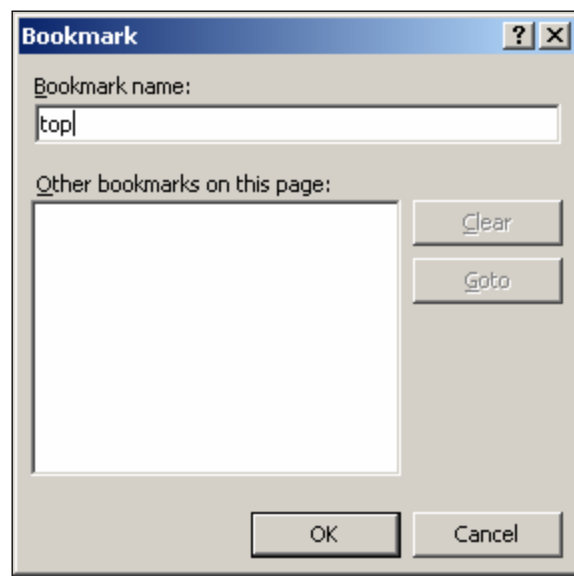 Bookmark
Bookmark name:
top
Other bookmarks on this page:
Clear
Goto
OK Cancel